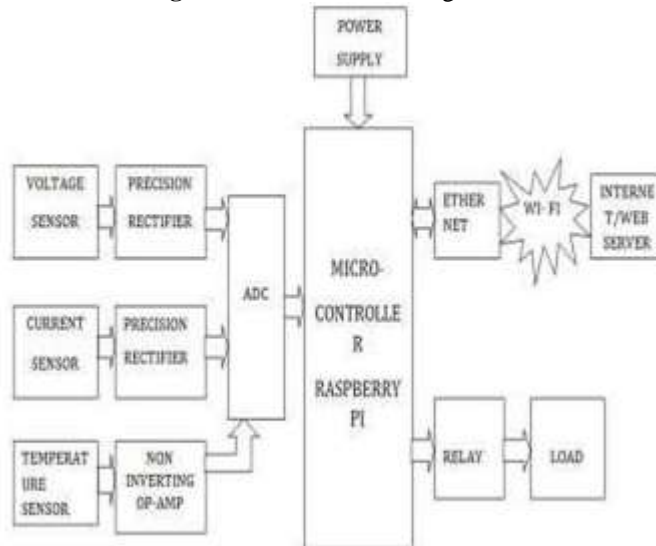 POWER
SUPPLY
VOLTAGE
SENSOR
PRECISION
RECTIFIER
ADC
MICRO-
CONTROLLE
R
RASPBERRY
PI
ETHER
NET
WI- FI
INTERNE
T/WEB
SERVER
CURRENT
SENSOR
PRECISION
RECTIFIER
TEMPERAT
URE
SENSOR
NON
INVERTING
OP-AMP
RELAY
LOAD